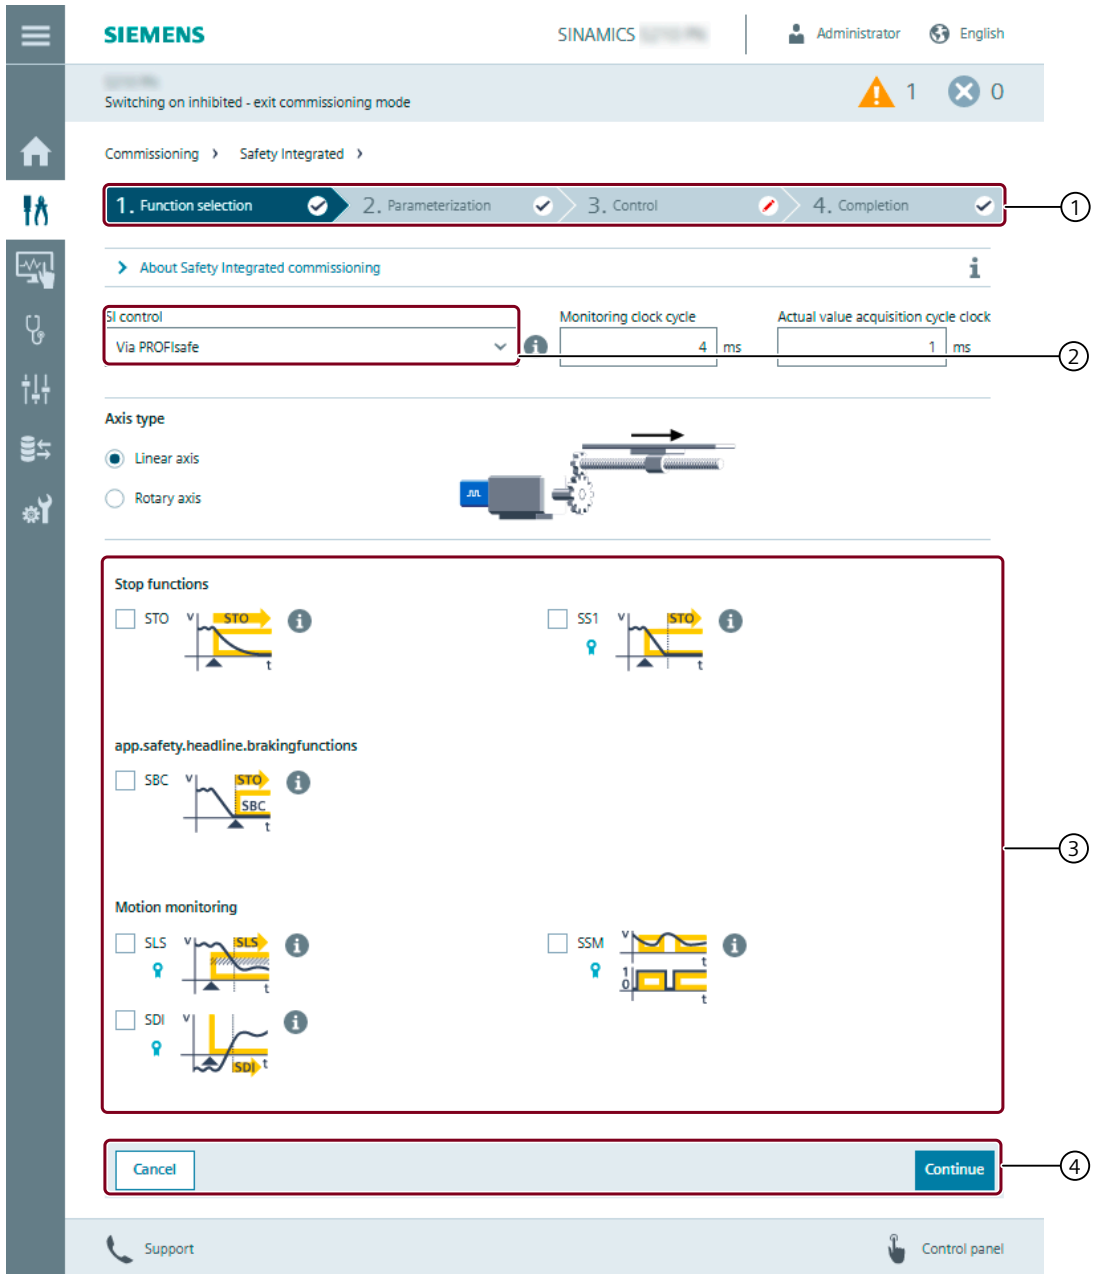 SIEMENS
SINAMICS
Administrator
English
Switching on inhibited - exit commissioning mode
1
0
Commissioning > Safety Integrated >
1. Function selection
2. Parameterization
3. Control
4. Completion
1
About Safety Integrated commissioning
SI control
Monitoring clock cycle
Actual value acquisition cycle clock
Via PROFIsafe
4 ms
1 ms
2
Axis type
Linear axis
Rotary axis
Stop functions
STO
V
STO
t
SS1
V
STO
t
app.safety.headline.brakingfunctions
SBC
V
STO
SBC
t
3
Motion monitoring
SLS
V
SLS
t
SSM
V
t
1
0
t
SDI
V
SDI
t
Cancel
Continue
4
Support
Control panel